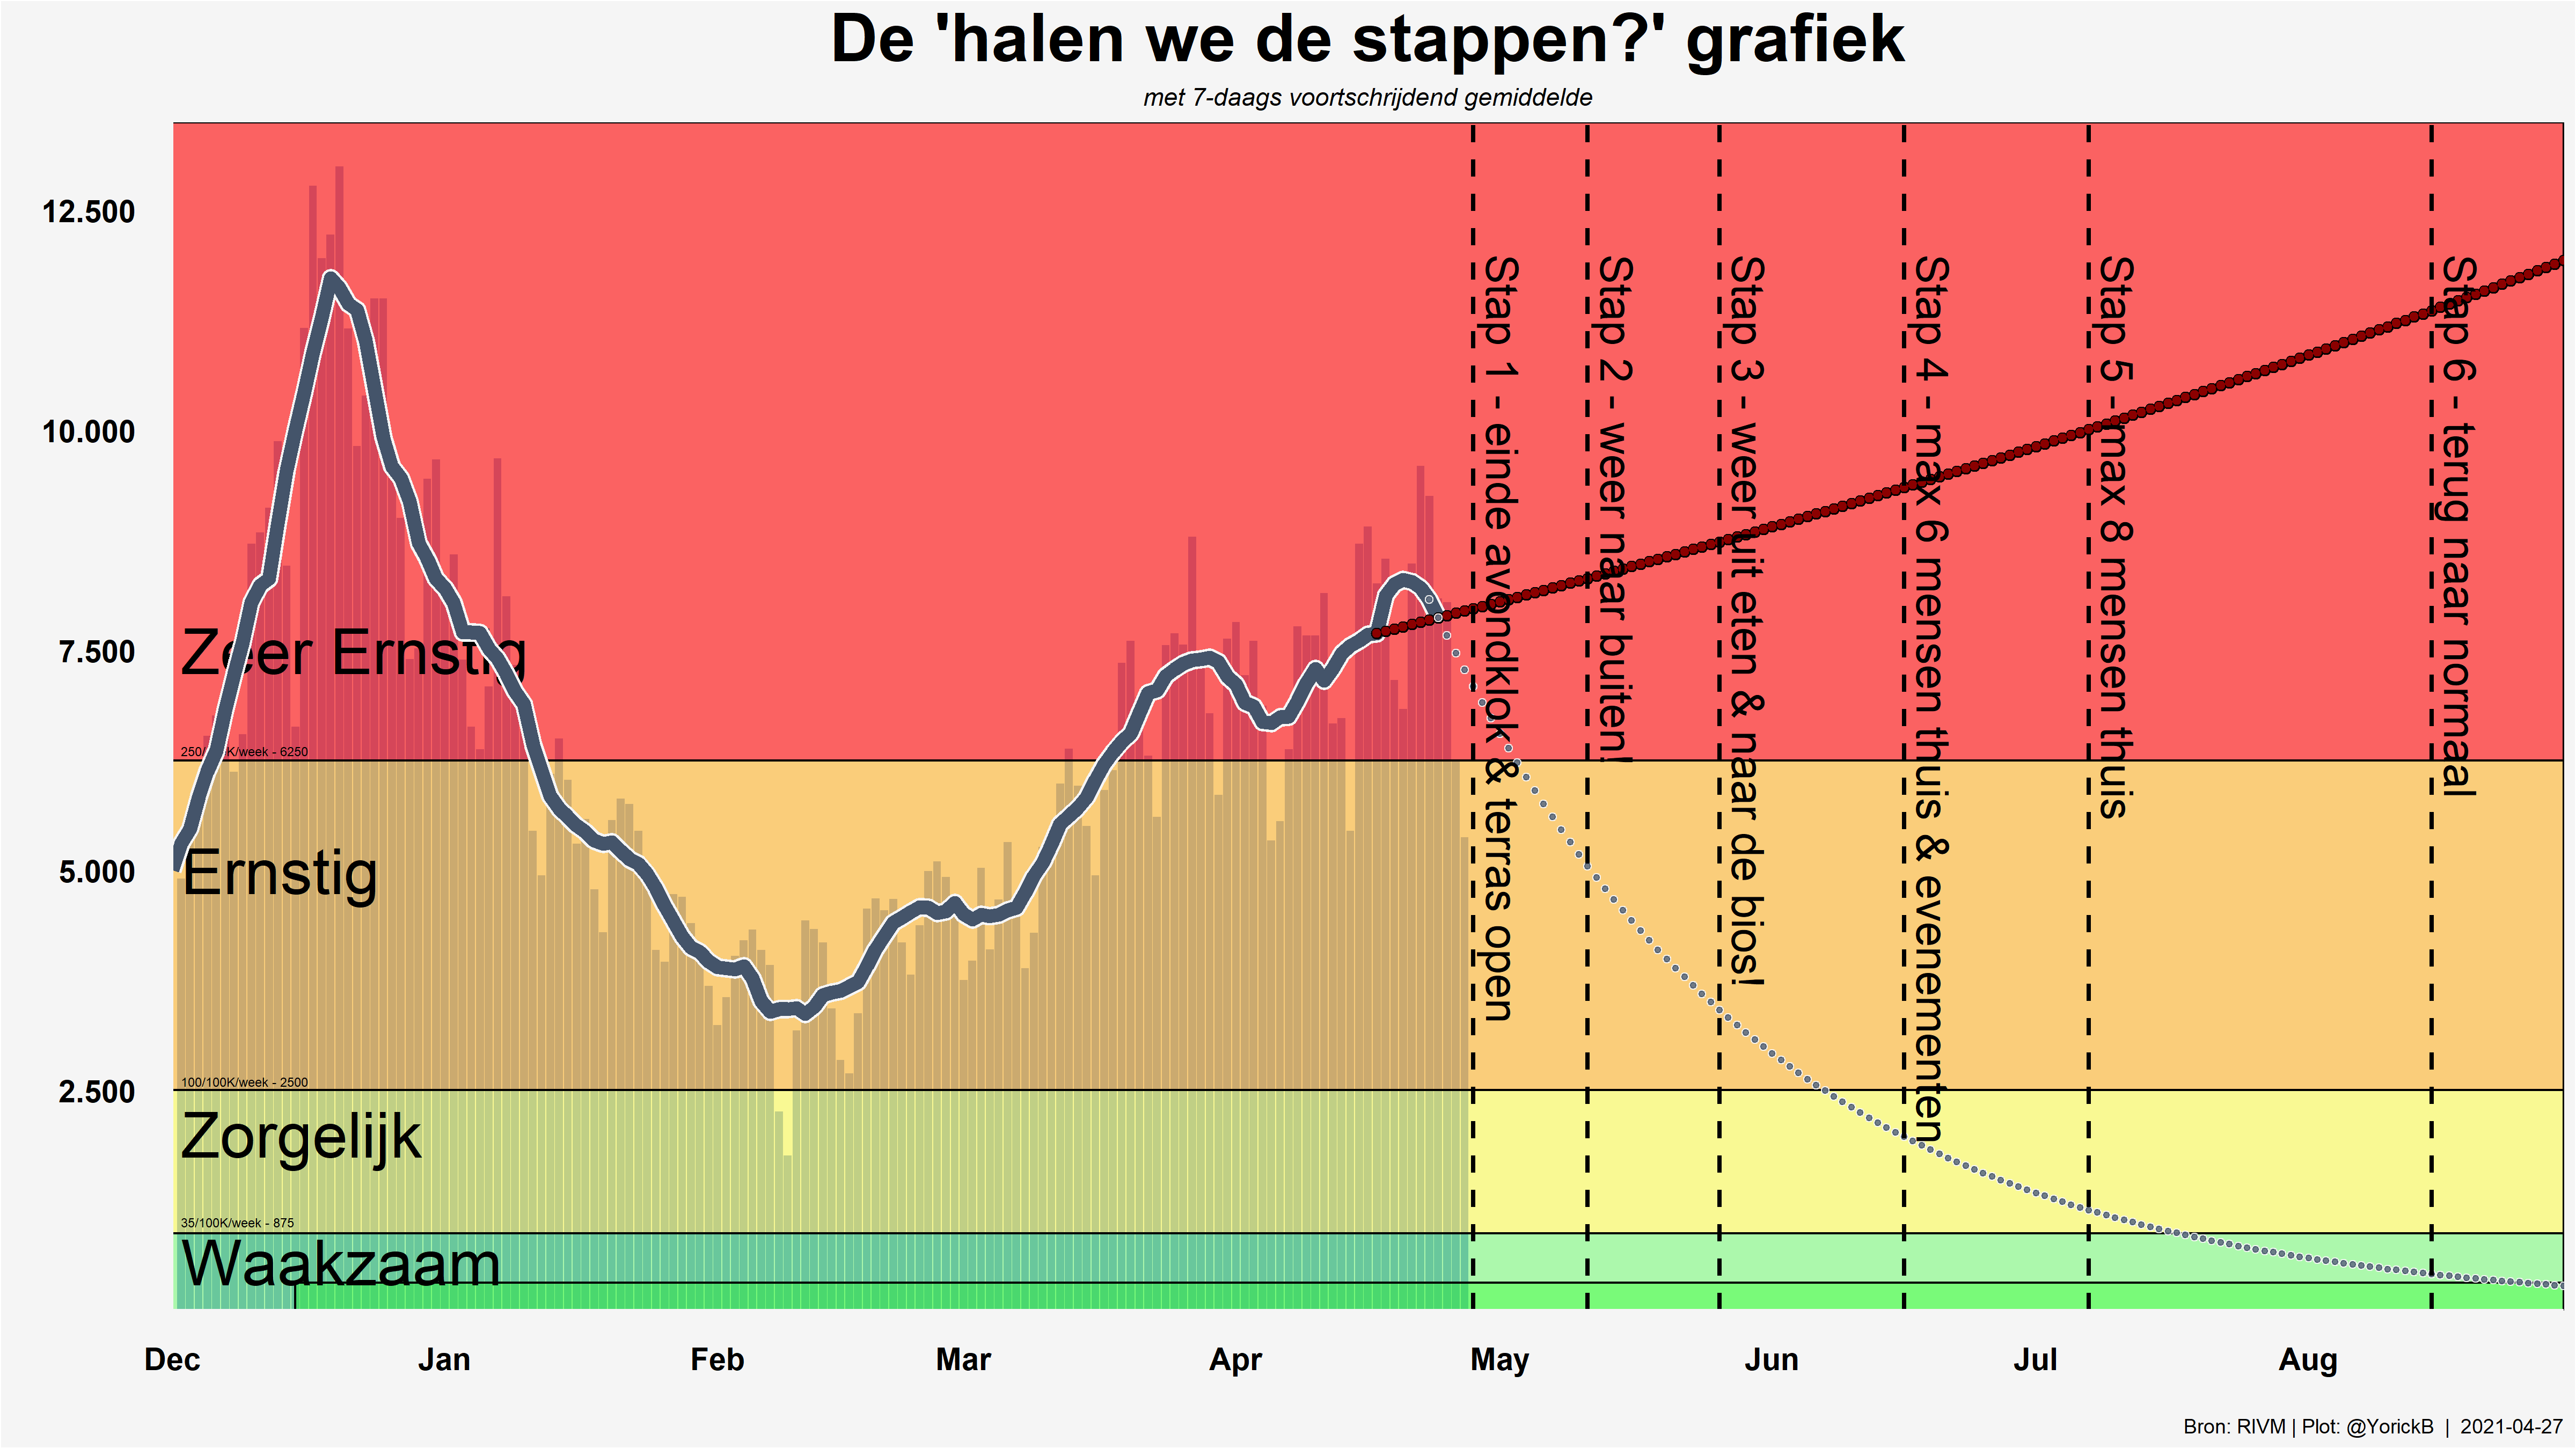 De 'halen we de stappen?' grafiek
met 7-daags voortschrijdend gemiddelde
12.500
10.000
7.500
5.000
2.500
Zeer Ernstig
250/100K/week - 6250
Ernstig
100/100K/week - 2500
Zorgelijk
35/100K/week - 875
Waakzaam
Stap 1 - einde avondklok & terras open
Stap 2 - weer naar buiten!
Stap 3 - weer uit eten & naar de bios!
Stap 4 - max 6 mensen thuis & evenementen
Stap 5 - max 8 mensen thuis
Stap 6 - terug naar normaal
Dec Jan Feb Mar Apr May Jun Jul Aug
Bron: RIVM | Plot: @YorickB | 2021-04-27